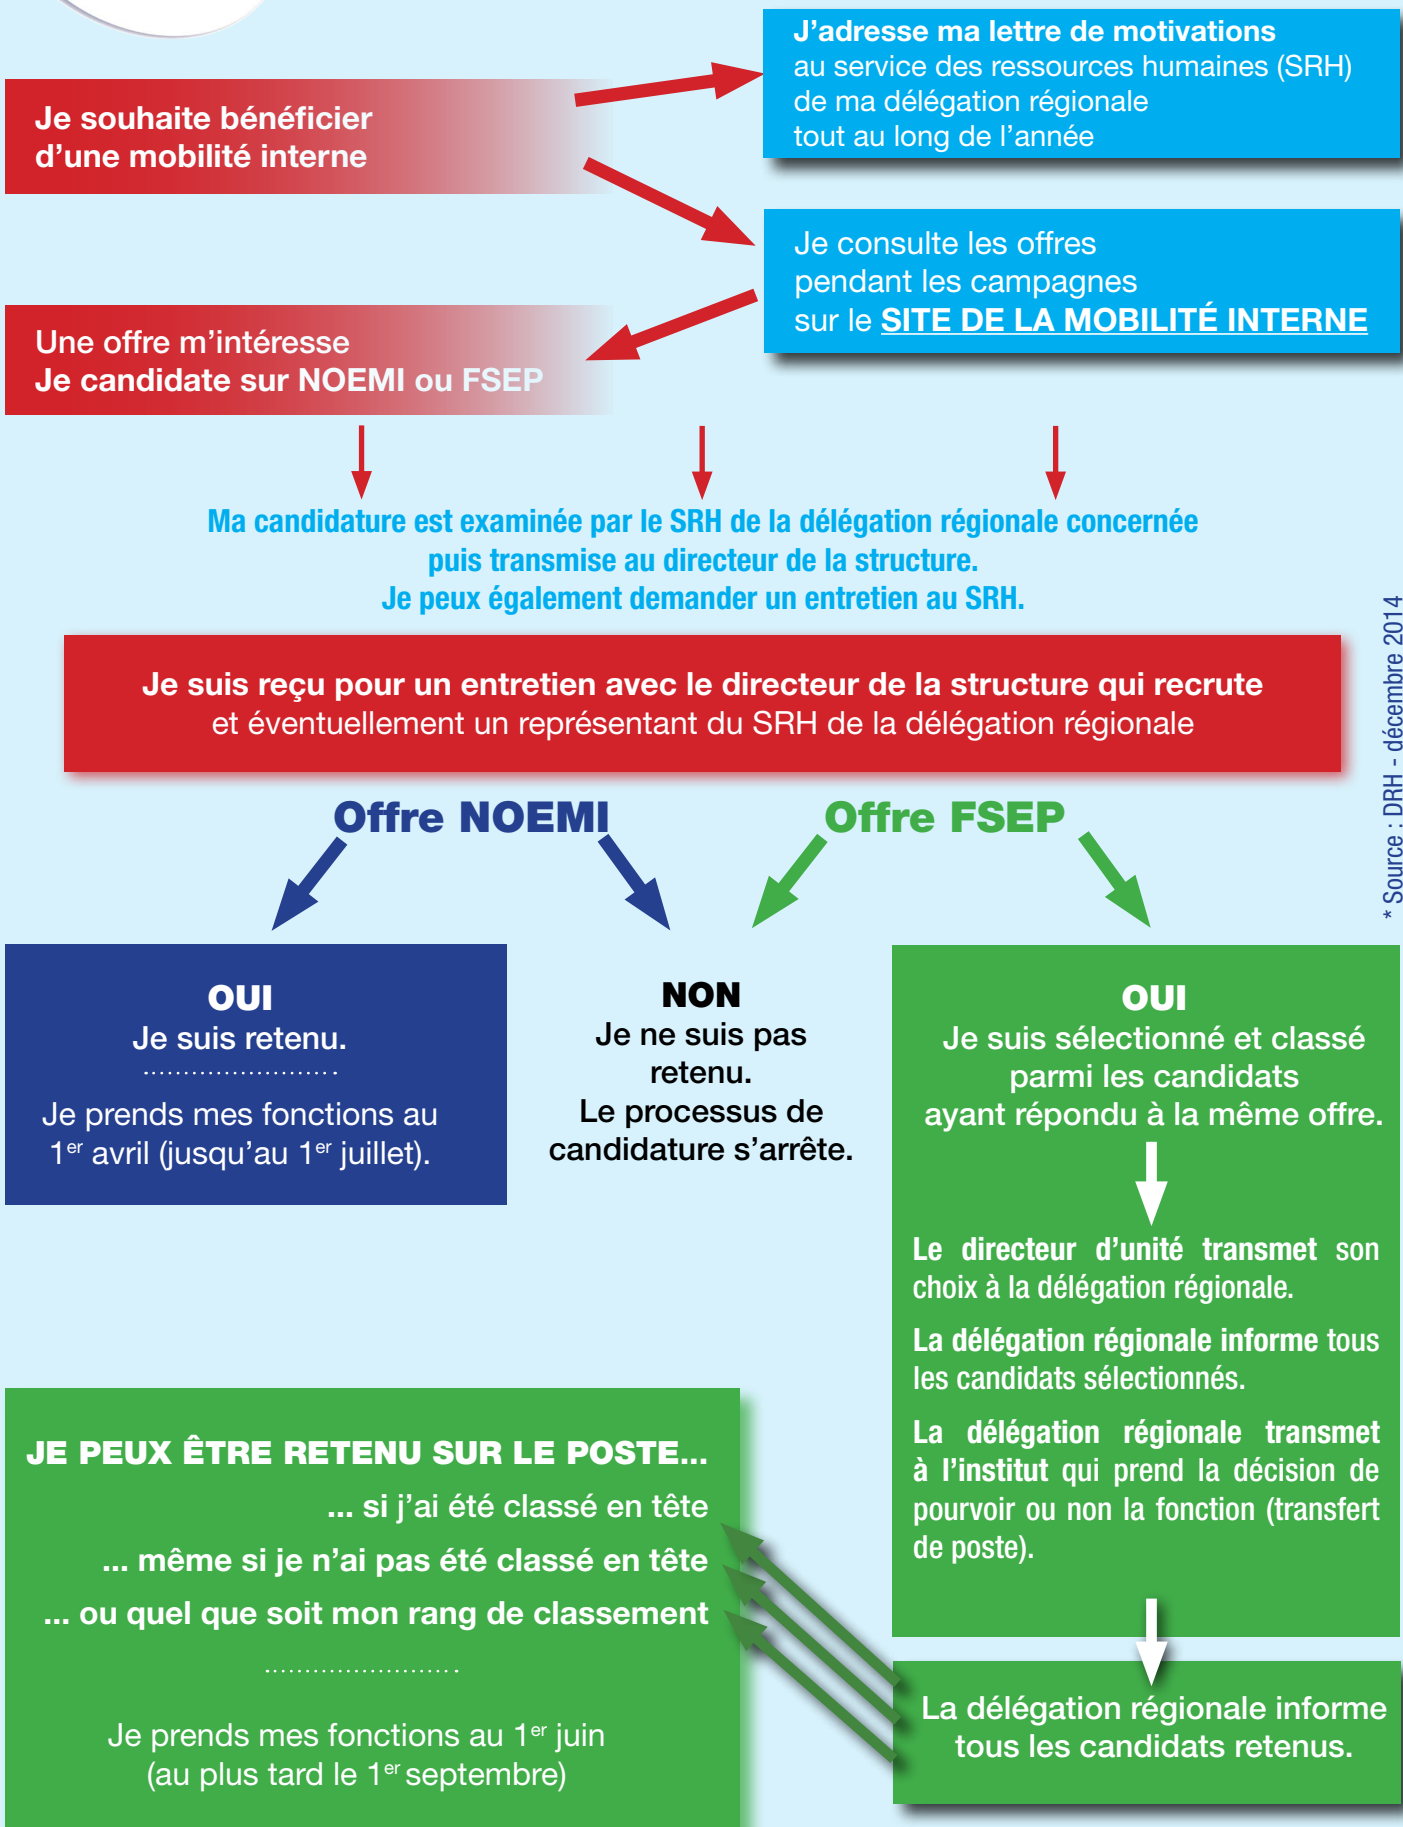 Je souhaite bénéficier
d’une mobilité interne
J’adresse ma lettre de motivations
au service des ressources humaines (SRH)
de ma délégation régionale
tout au long de l’année
Je consulte les offres
pendant les campagnes
sur le SITE DE LA MOBILITÉ INTERNE
Une offre m’intéresse
Je candidate sur NOEMI ou FSEP
Ma candidature est examinée par le SRH de la délégation régionale concernée
puis transmise au directeur de la structure.
Je peux également demander un entretien au SRH.
Je suis reçu pour un entretien avec le directeur de la structure qui recrute
et éventuellement un représentant du SRH de la délégation régionale
* Source : DRH - décembre 2014
Offre NOEMI
Offre FSEP
OUI
Je suis retenu.
Je prends mes fonctions au
1er avril (jusqu’au 1er juillet).
NON
Je ne suis pas
retenu.
Le processus de
candidature s’arrête.
OUI
Je suis sélectionné et classé
parmi les candidats
ayant répondu à la même offre.
Le directeur d’unité transmet son
choix à la délégation régionale.
La délégation régionale informe tous
les candidats sélectionnés.
La délégation régionale transmet
à l’institut qui prend la décision de
pourvoir ou non la fonction (transfert
de poste).
La délégation régionale informe
tous les candidats retenus.
JE PEUX ÊTRE RETENU SUR LE POSTE...
... si j’ai été classé en tête
... même si je n’ai pas été classé en tête
... ou quel que soit mon rang de classement
Je prends mes fonctions au 1er juin
(au plus tard le 1er septembre)